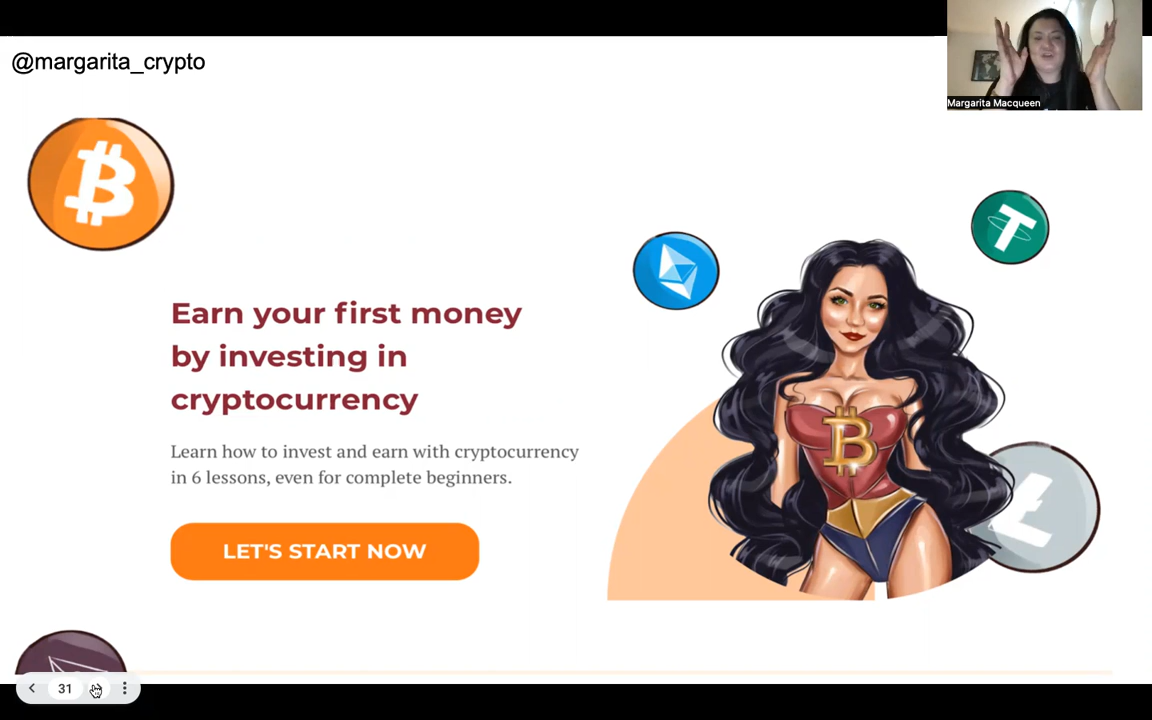 @margarita_crypto
Margarita Macqueen
Earn your first money
by investing in
cryptocurrency
Learn how to invest and earn with cryptocurrency
in 6 lessons, even for complete beginners.
LET'S START NOW
31